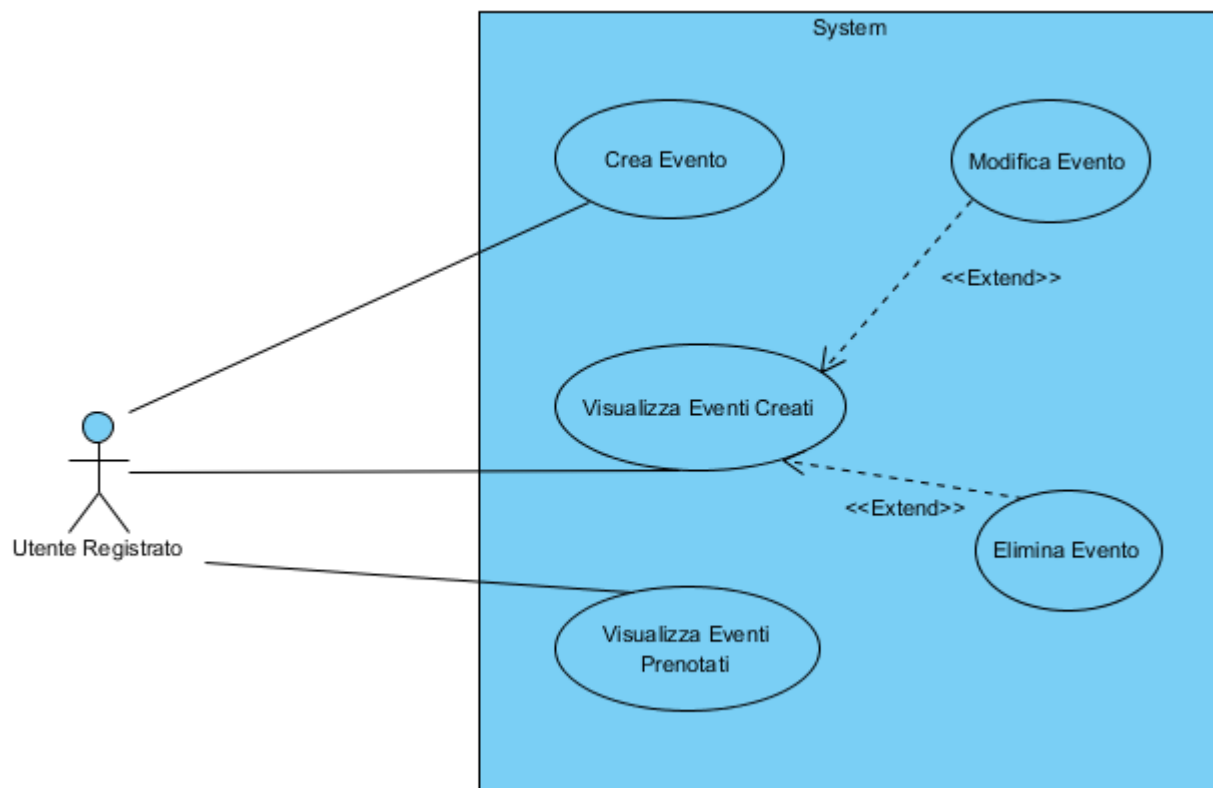 System
Crea Evento
Modifica Evento
<<Extend>>
Visualizza Eventi Creati
<<Extend>>
Elimina Evento
Utente Registrato
Visualizza Eventi
Prenotati